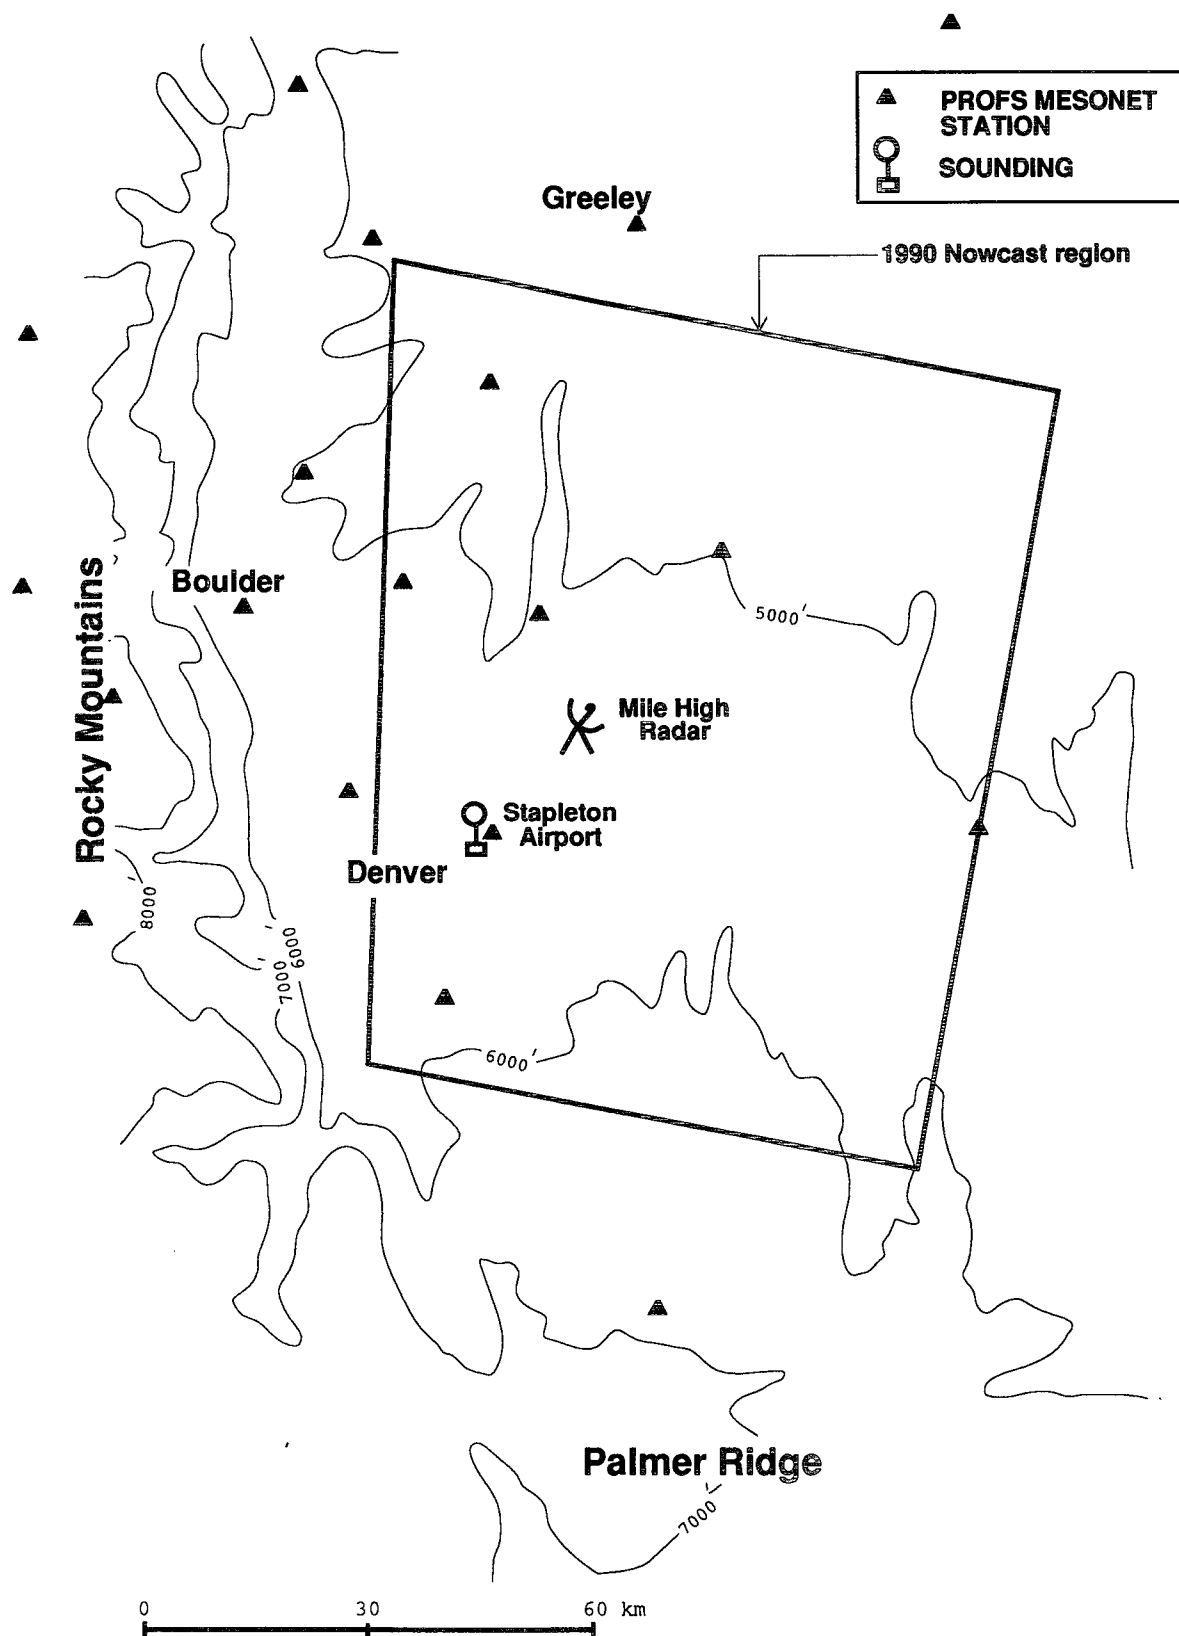 PROFS MESONET
STATION
SOUNDING
Greeley
1990 Nowcast region
Boulder
5000'
Rocky Mountains
Mile High
Radar
Stapleton
Airport
Denver
8000'
6000'
7000'
6000'
Palmer Ridge
7000'
0 30 60 km